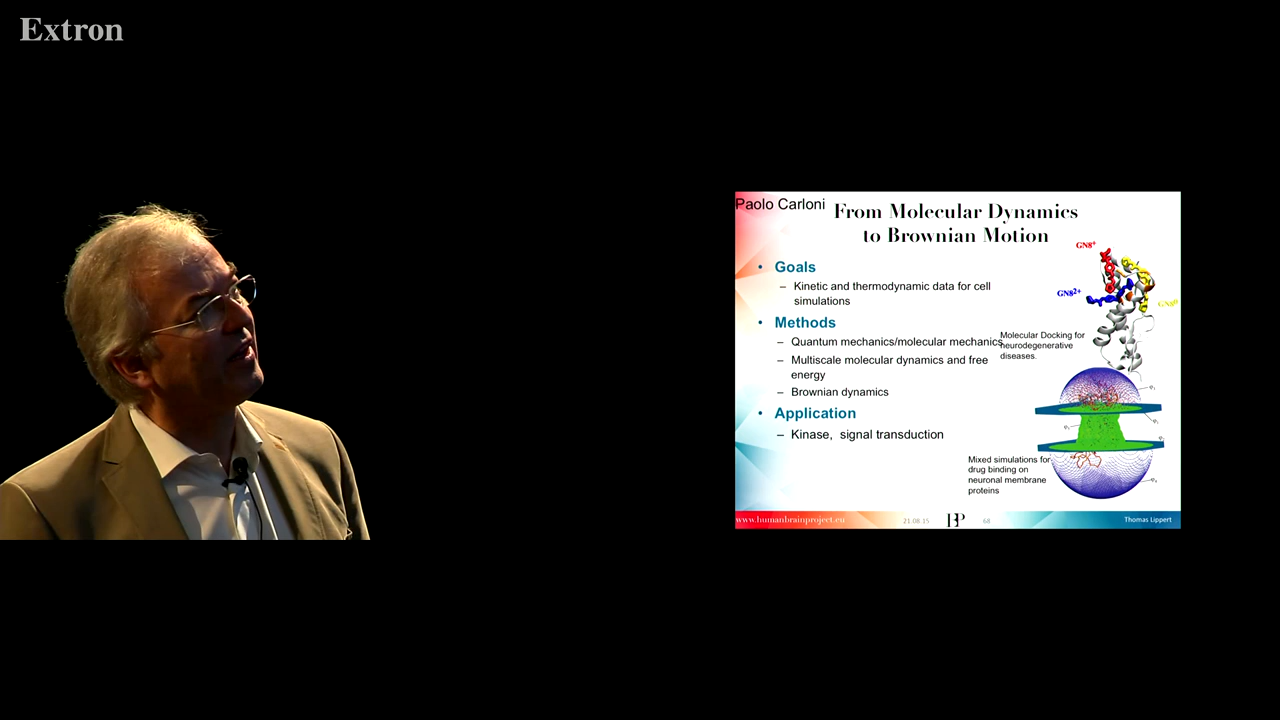 Extron
Paolo Carloni
From Molecular Dynamics
to Brownian Motion
• Goals
– Kinetic and thermodynamic data for cell
simulations
• Methods
– Quantum mechanics/molecular mechanics
– Multiscale molecular dynamics and free
energy
– Brownian dynamics
• Application
– Kinase, signal transduction
GN8⁺
GN8²⁺
GN8⁰
Molecular Docking for
neurodegenerative
diseases.
Mixed simulations for
drug binding on
neuronal membrane
proteins
www.humanbrainproject.eu
21.08.15
68
Thomas Lippert